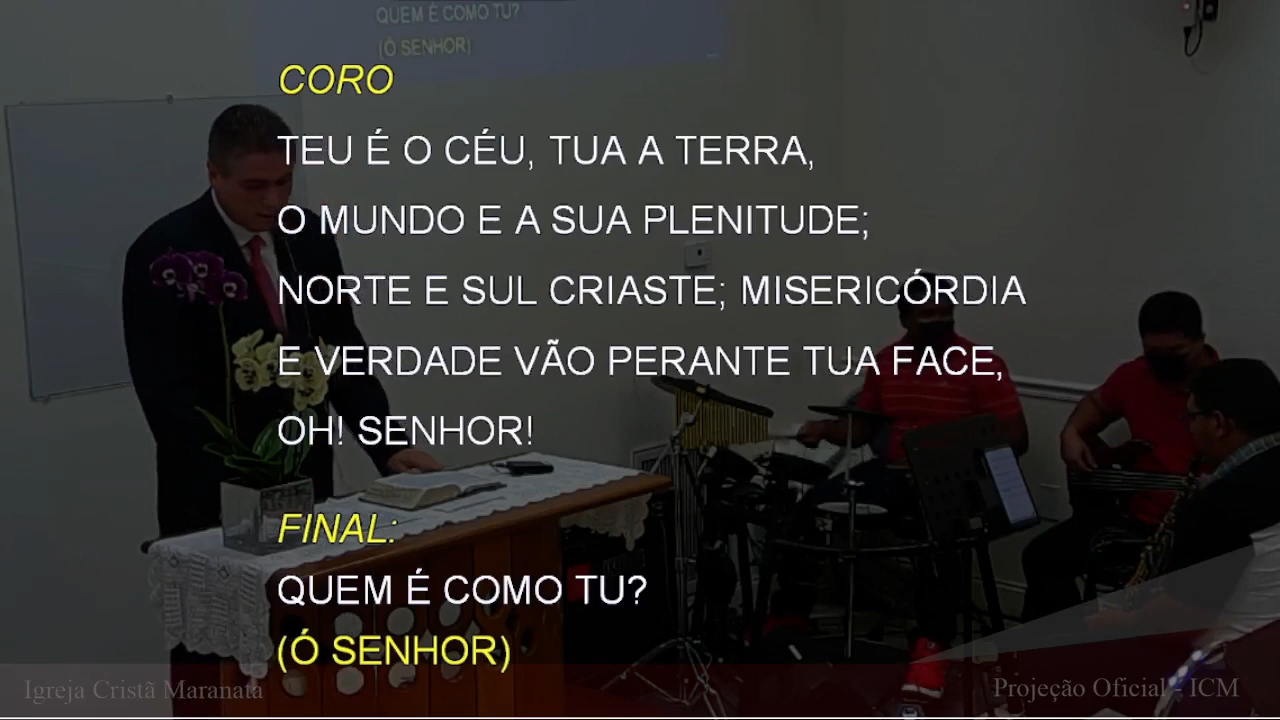 QUEM É COMO TU?
(Ó SENHOR)
CORO
TEU É O CÉU, TUA A TERRA,
O MUNDO E A SUA PLENITUDE;
NORTE E SUL CRIASTE; MISERICÓRDIA
E VERDADE VÃO PERANTE TUA FACE,
OH! SENHOR!
FINAL:
QUEM É COMO TU?
(Ó SENHOR)
Igreja Cristã Maranata
Projeção Oficial - ICM